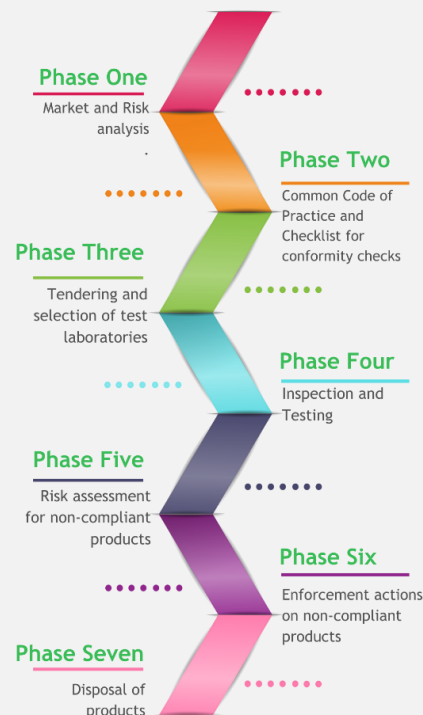 Phase One
Market and Risk
analysis
.
Phase Two
Common Code of
Practice and
Checklist for
conformity checks
Phase Three
Tendering and
selection of test
laboratories
Phase Four
Inspection and
Testing
Phase Five
Risk assessment
for non-compliant
products
Phase Six
Enforcement actions
on non-compliant
products
Phase Seven
Disposal of
products